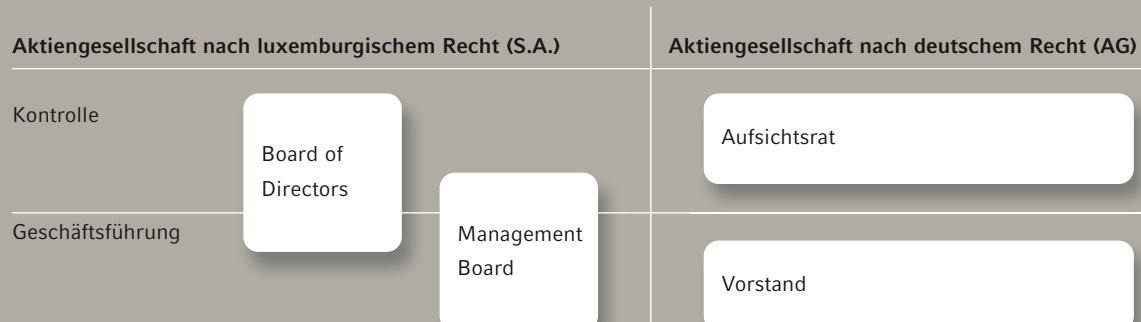 Aktiengesellschaft nach luxemburgischem Recht (S.A.)
Aktiengesellschaft nach deutschem Recht (AG)
Kontrolle
Board of
Directors
Aufsichtsrat
Geschäftsführung
Management
Board
Vorstand